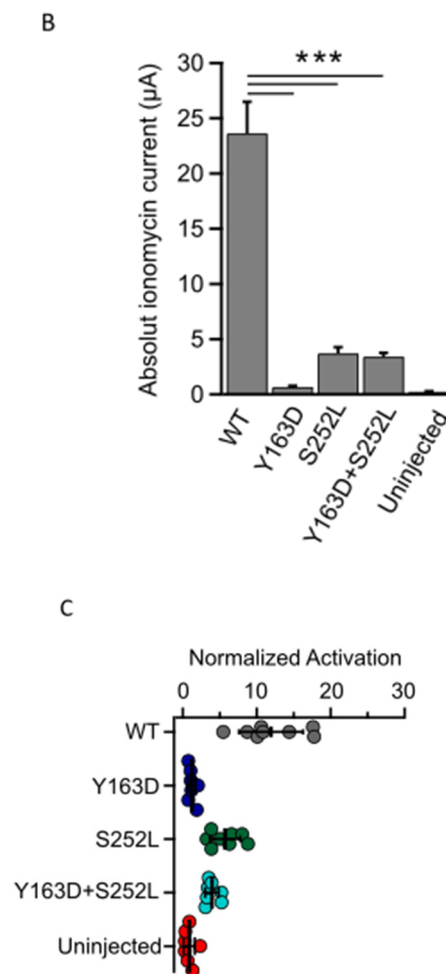 B
***
Absolut ionomycin current (µA)
30
25
20
15
10
5
0
WT
Y163D
S252L
Y163D+S252L
Uninjected
C
Normalized Activation
0 10 20 30
WT
Y163D
S252L
Y163D+S252L
Uninjected